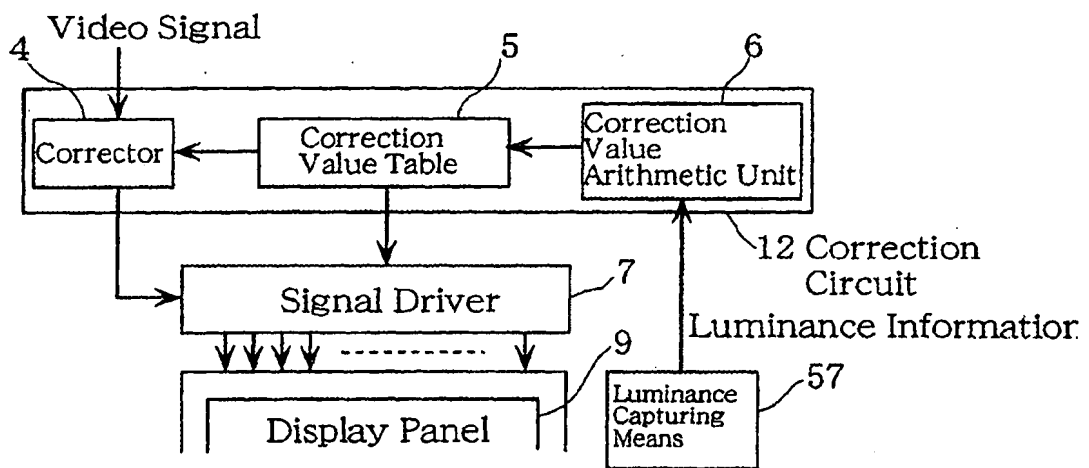 Video Signal
4
5
6
Corrector
Correction
Value Table
Correction
Value
Arithmetic Unit
12 Correction
Circuit
7
Signal Driver
Luminance Information
9
57
Display Panel
Luminance
Capturing
Means